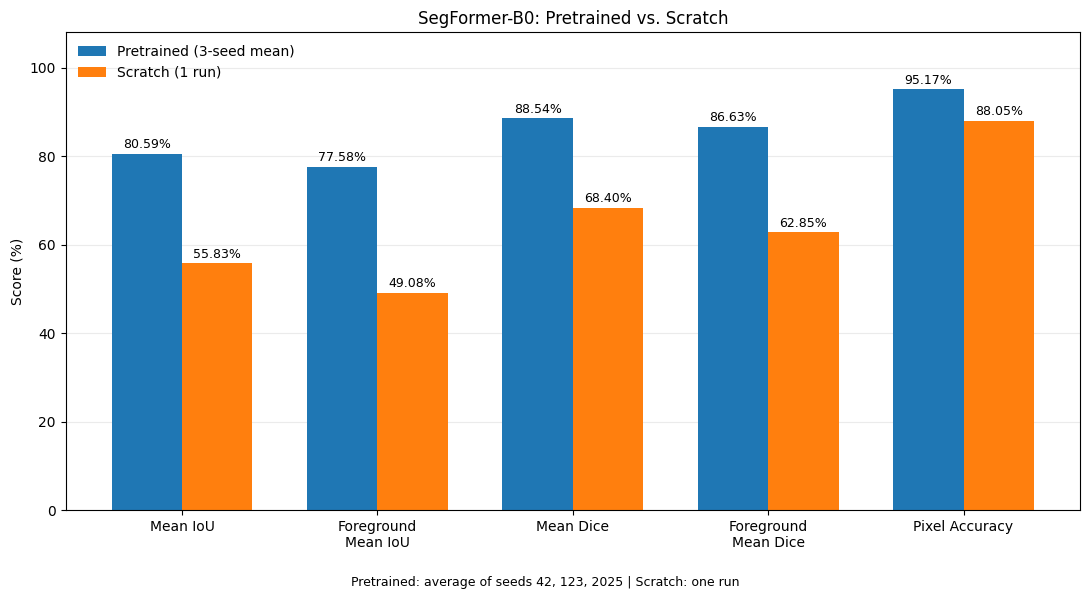 SegFormer-B0: Pretrained vs. Scratch
Pretrained (3-seed mean)
Scratch (1 run)
Score (%)
100
80
60
40
20
0
80.59%
55.83%
77.58%
49.08%
88.54%
68.40%
86.63%
62.85%
95.17%
88.05%
Mean IoU
Foreground
Mean IoU
Mean Dice
Foreground
Mean Dice
Pixel Accuracy
Pretrained: average of seeds 42, 123, 2025 | Scratch: one run